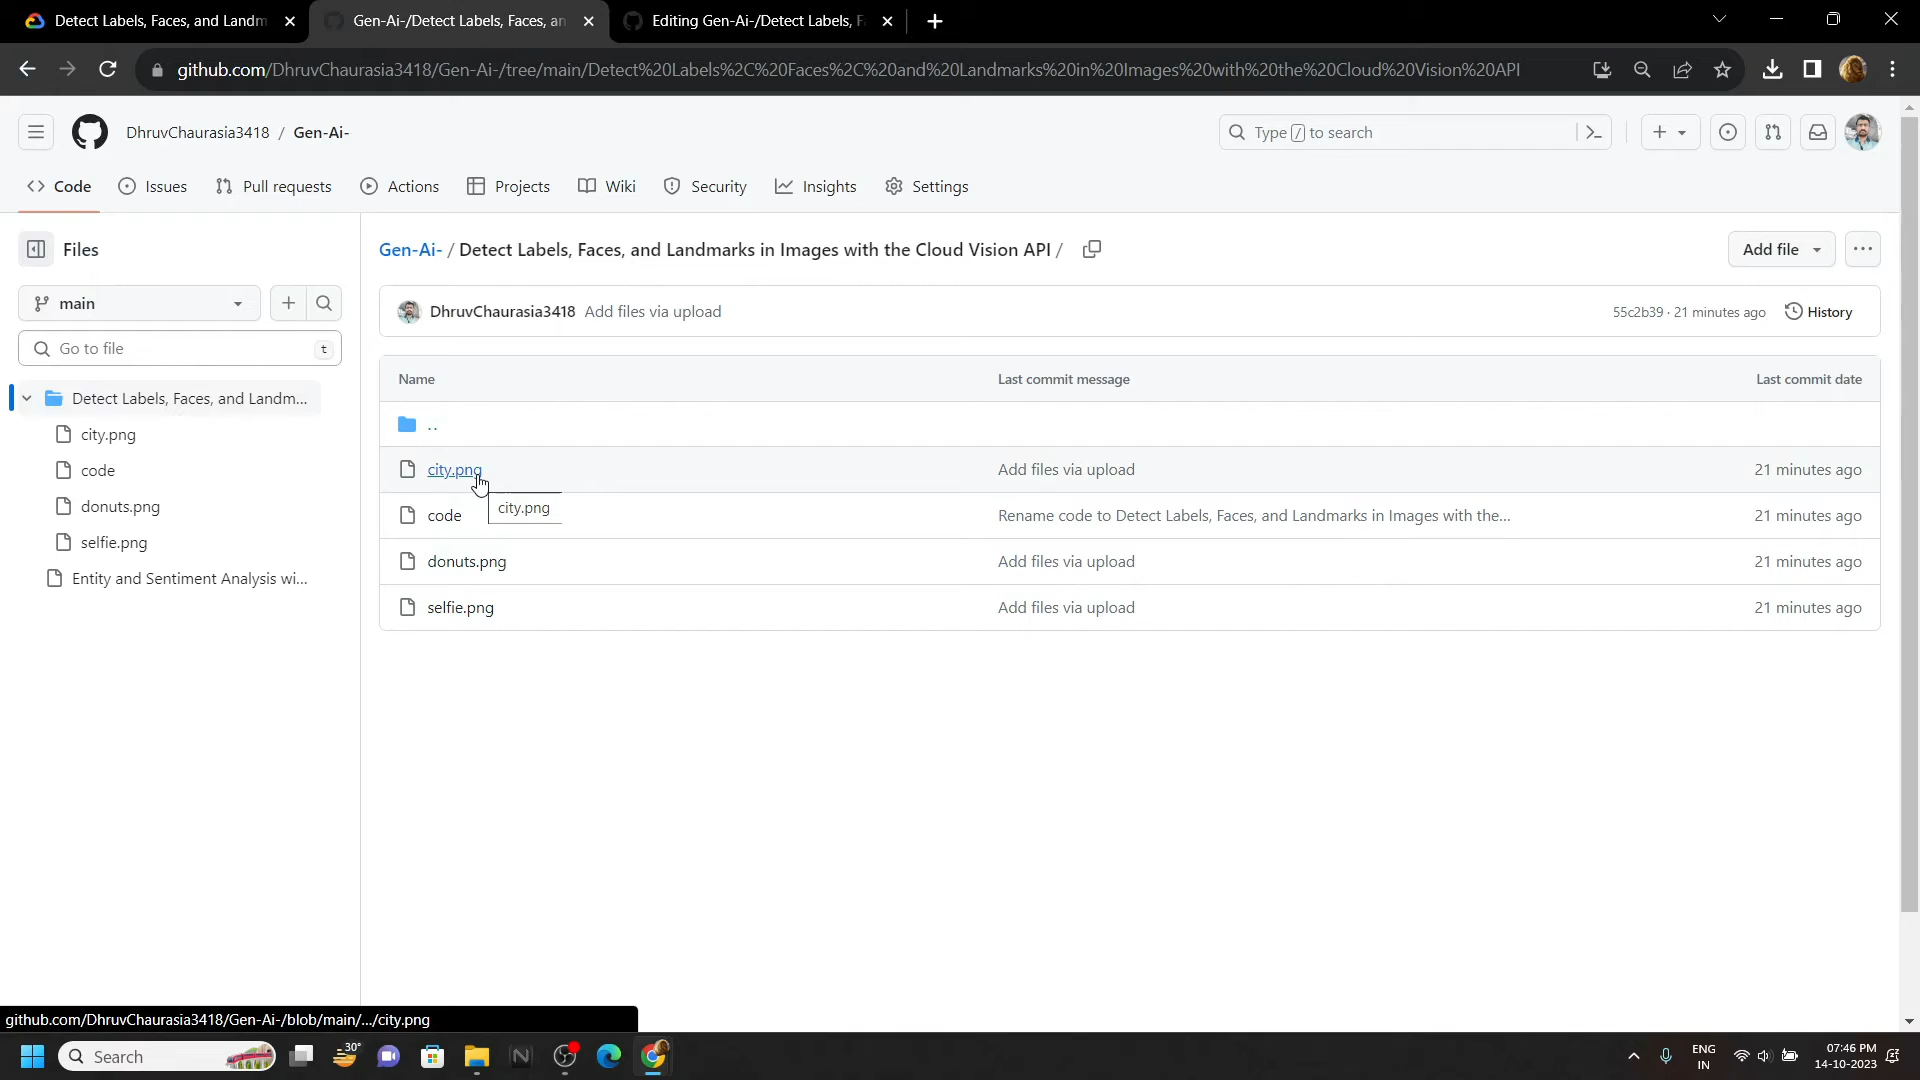 Detect Labels, Faces, and Landm
Gen-Ai-/Detect Labels, Faces, an
Editing Gen-Ai-/Detect Labels, F
github.com/DhruvChaurasia3418/Gen-Ai-/tree/main/Detect%20Labels%2C%20Faces%2C%20and%20Landmarks%20in%20Images%20with%20the%20Cloud%20Vision%20API
DhruvChaurasia3418 / Gen-Ai-
Type / to search
Code Issues Pull requests Actions Projects Wiki Security Insights Settings
Files
Gen-Ai- / Detect Labels, Faces, and Landmarks in Images with the Cloud Vision API /
Add file
main
DhruvChaurasia3418 Add files via upload
55c2b39 · 21 minutes ago History
Go to file t
Name Last commit message Last commit date
Detect Labels, Faces, and Landm...
city.png
code
donuts.png
selfie.png
Entity and Sentiment Analysis wi...
..
city.png Add files via upload 21 minutes ago
city.png
code Rename code to Detect Labels, Faces, and Landmarks in Images with the... 21 minutes ago
donuts.png Add files via upload 21 minutes ago
selfie.png Add files via upload 21 minutes ago
github.com/DhruvChaurasia3418/Gen-Ai-/blob/main/.../city.png
Search
30°
ENG
IN
07:46 PM
14-10-2023